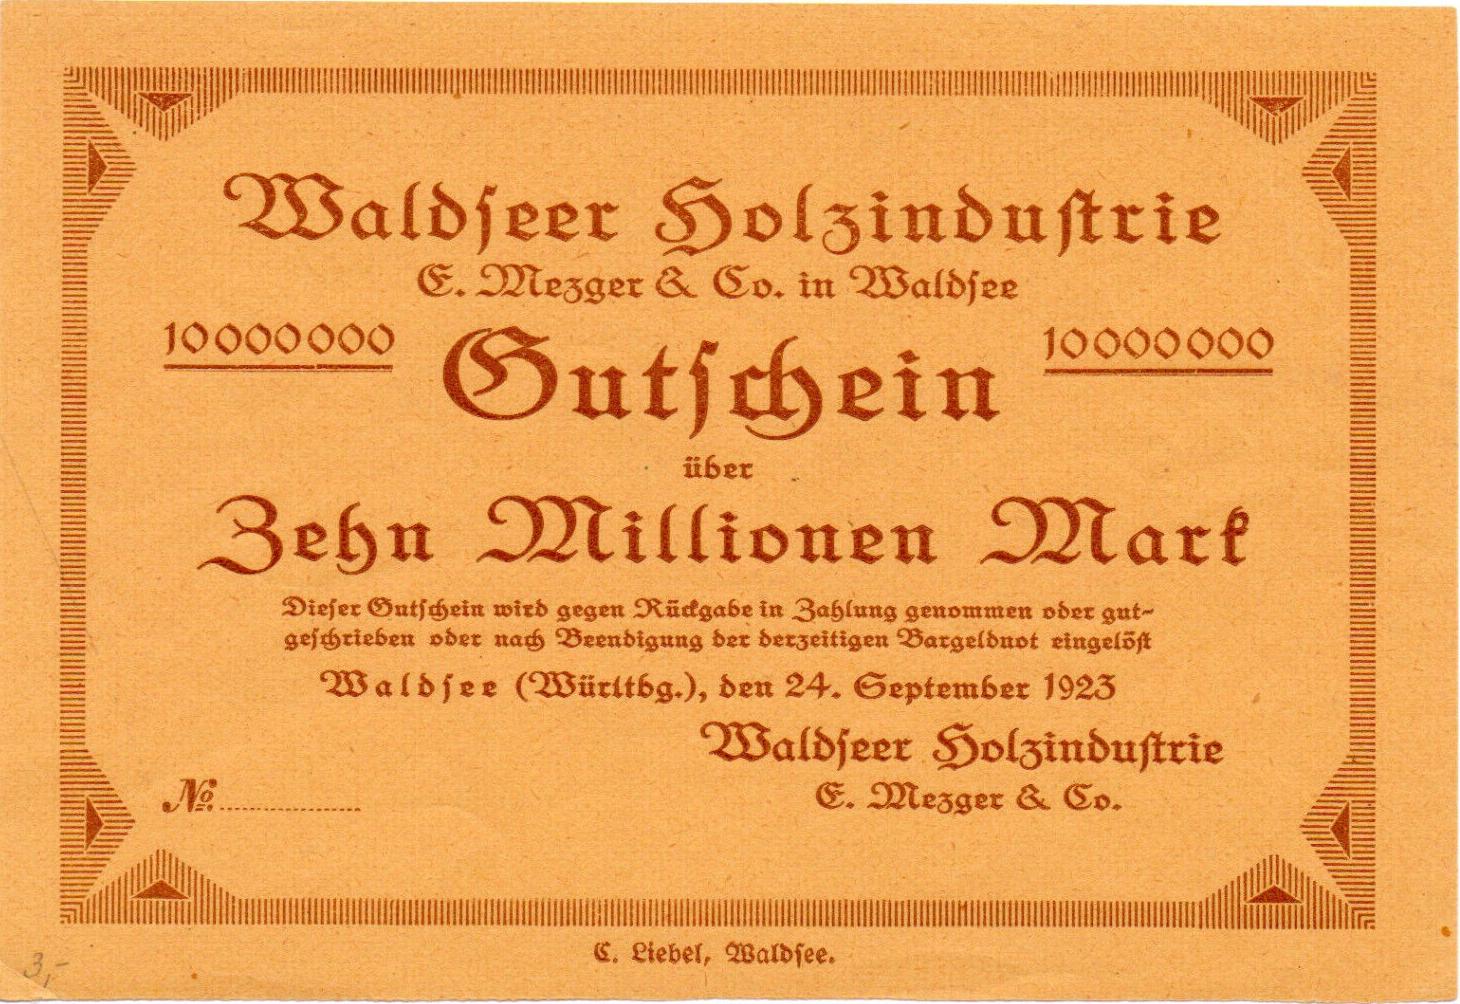 Waldseer Holzindustrie
E. Mezger & Co. in Waldsee
10000000
10000000
Gutschein
über
Zehn Millionen Mark
Dieser Gutschein wird gegen Rückgabe in Zahlung genommen oder gut-
geschrieben oder nach Beendigung der derzeitigen Bargeldnot eingelöst
Waldsee (Württbg.), den 24. September 1923
Waldseer Holzindustrie
E. Mezger & Co.
№
C. Liebel, Waldsee.
3,-